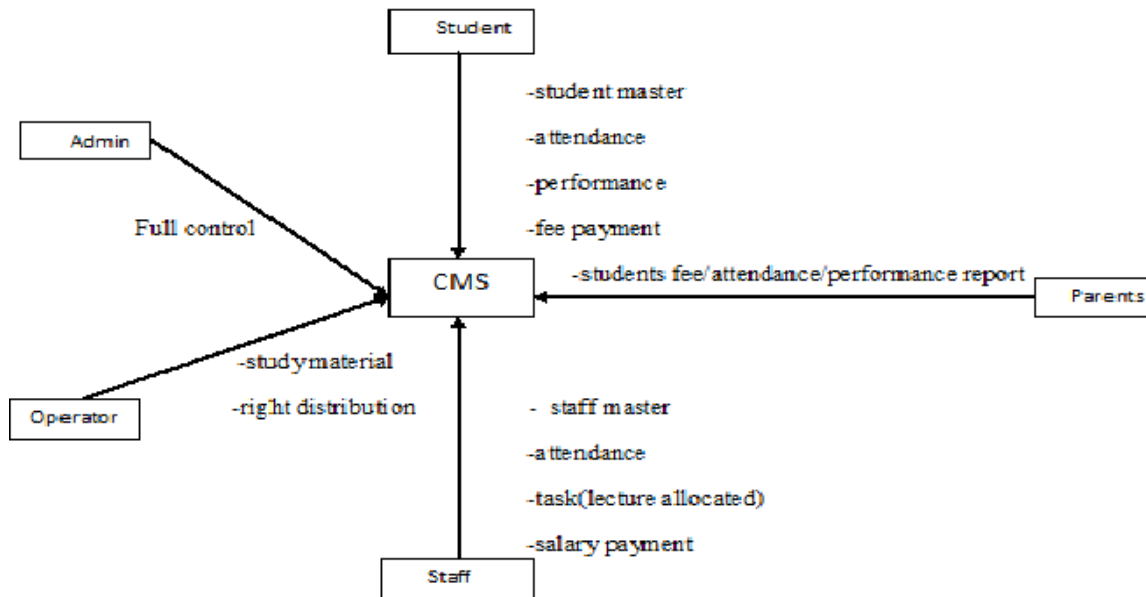 Student
-student master
-attendance
-performance
-fee payment
Admin
Full control
CMS
-students fee/attendance/performance report
Parents
-study material
-right distribution
Operator
- staff master
-attendance
-task(lecture allocated)
-salary payment
Staff